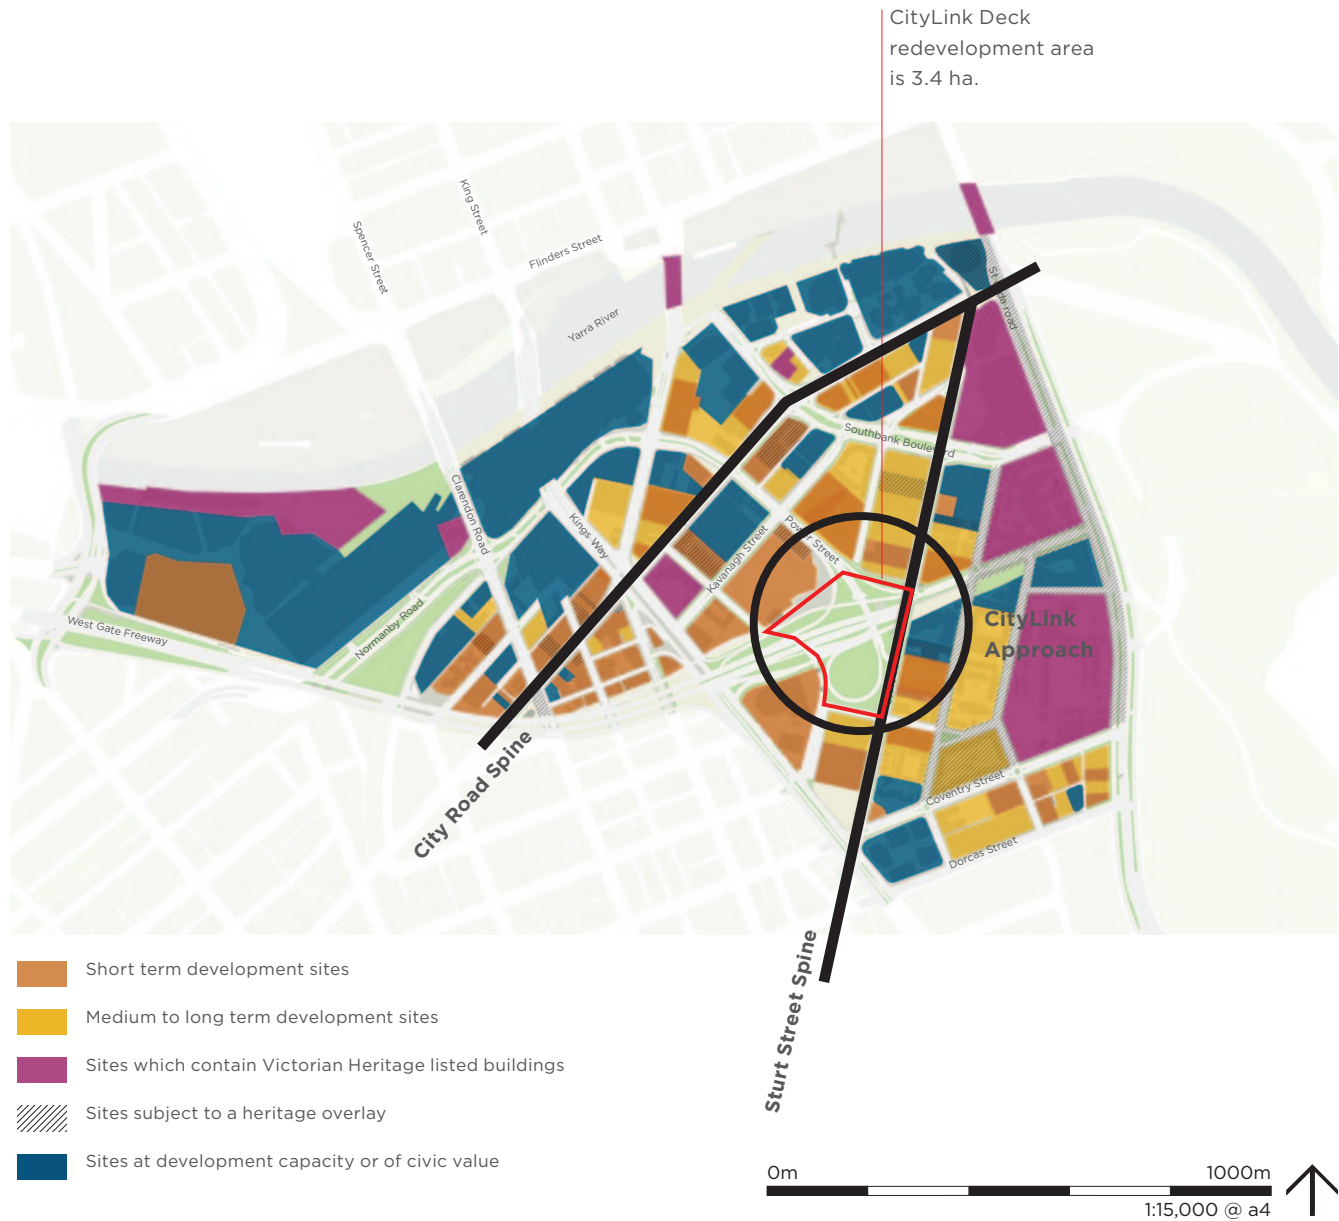 CityLink Deck
redevelopment area
is 3.4 ha.
King Street
Spencer Street
Flinders Street
Yarra River
St Kilda road
Southbank Boulevard
Clarendon Road
Kings Way
Power Street
Kavanagh Street
Normanby Road
West Gate Freeway
CityLink
Approach
City Road Spine
Coventry Street
Dorcas Street
Sturt Street Spine
Short term development sites
Medium to long term development sites
Sites which contain Victorian Heritage listed buildings
Sites subject to a heritage overlay
Sites at development capacity or of civic value
0m 1000m
1:15,000 @ a4